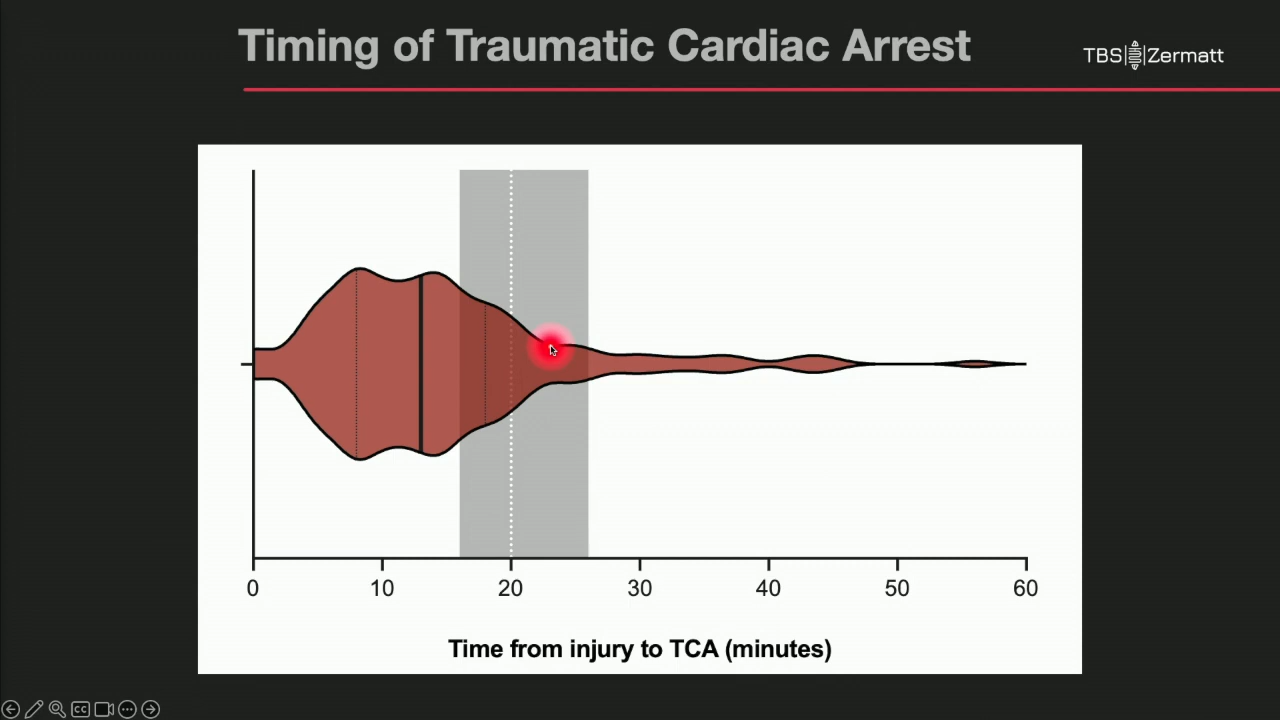 Timing of Traumatic Cardiac Arrest
TBS Zermatt
0 10 20 30 40 50 60
Time from injury to TCA (minutes)
CC